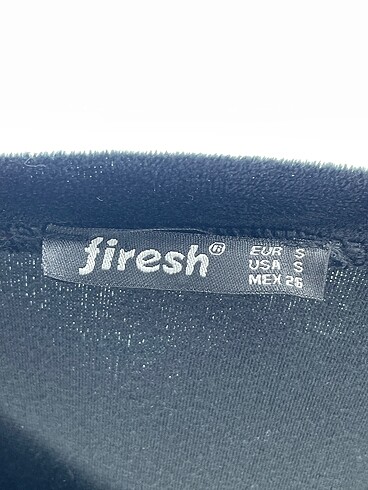 firesh®
EUR S
USA S
MEX 26